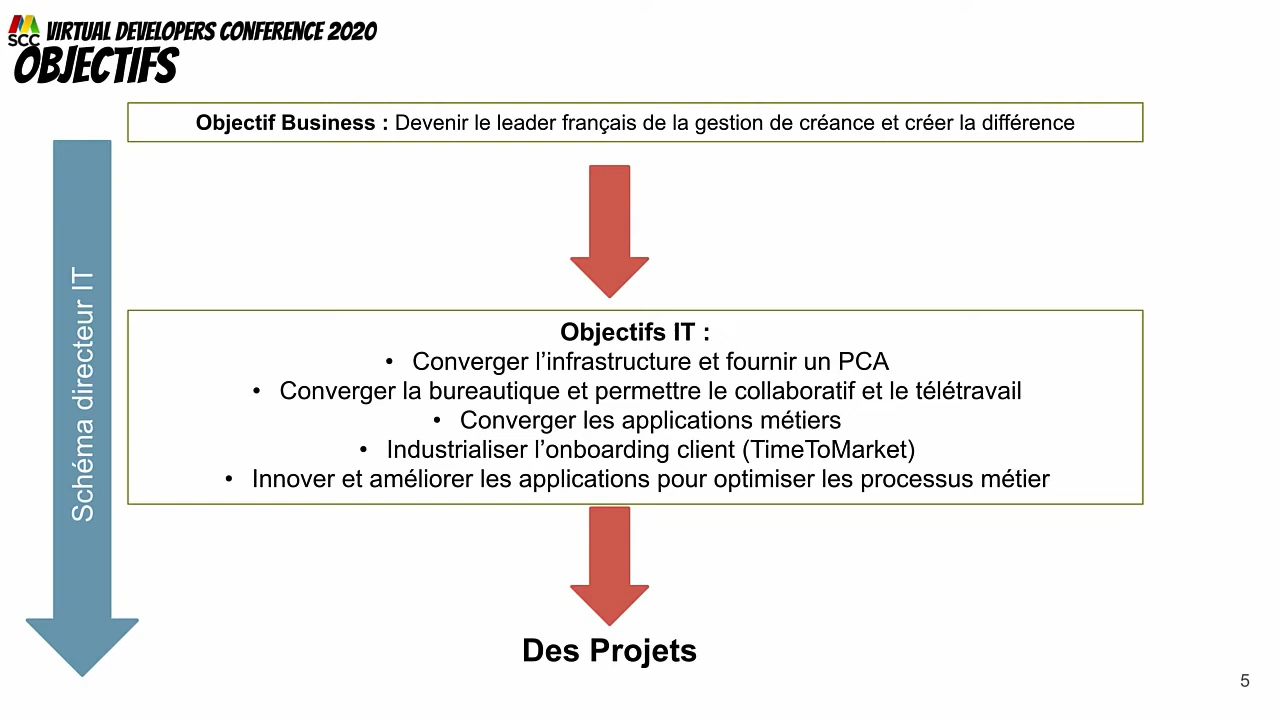 SCC VIRTUAL DEVELOPERS CONFERENCE 2020
OBJECTIFS
Objectif Business : Devenir le leader français de la gestion de créance et créer la différence
Schéma directeur IT
Objectifs IT :
• Converger l’infrastructure et fournir un PCA
• Converger la bureautique et permettre le collaboratif et le télétravail
• Converger les applications métiers
• Industrialiser l’onboarding client (TimeToMarket)
• Innover et améliorer les applications pour optimiser les processus métier
Des Projets
5